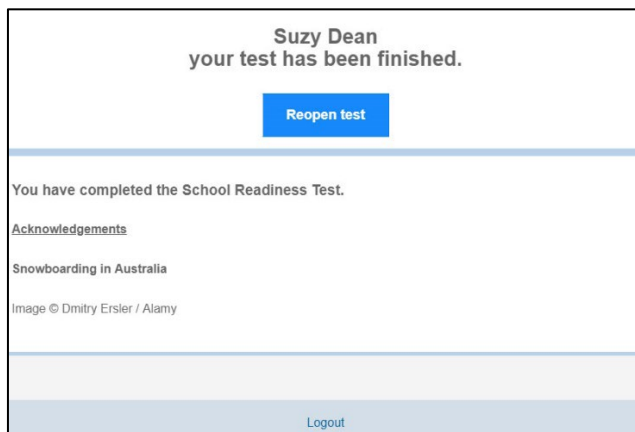 Suzy Dean
your test has been finished.
Reopen test
You have completed the School Readiness Test.
Acknowledgements
Snowboarding in Australia
Image © Dmitry Ersler / Alamy
Logout